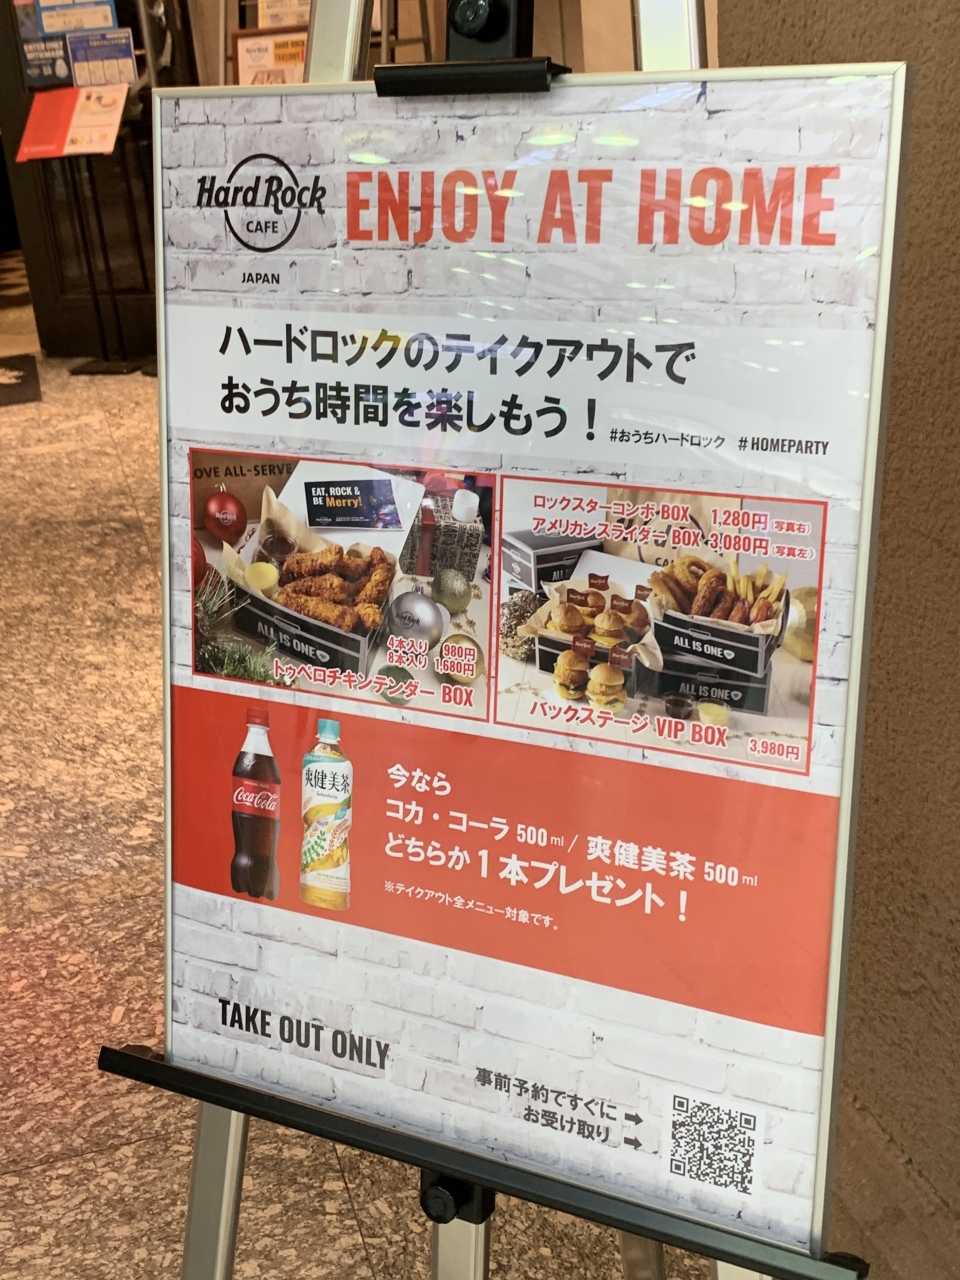 Hard Rock
CAFE
JAPAN
ENJOY AT HOME
ハードロックのテイクアウトで
おうち時間を楽しもう！
#おうちハードロック #HOMEPARTY
OVE ALL-SERVE
EAT, ROCK &
BE Merry!
ALL IS ONE
4本入り 980円
8本入り 1,680円
トゥペロチキンテンダー BOX
ロックスターコンボ BOX 1,280円(写真右)
アメリカンスライダー BOX 3,080円(写真左)
ALL IS ONE
ALL IS ONE
バックステージ VIP BOX
3,980円
Coca-Cola
爽健美茶
今なら
コカ・コーラ 500ml / 爽健美茶 500ml
どちらか1本プレゼント！
※テイクアウト全メニュー対象です。
TAKE OUT ONLY
事前予約ですぐに
お受け取り